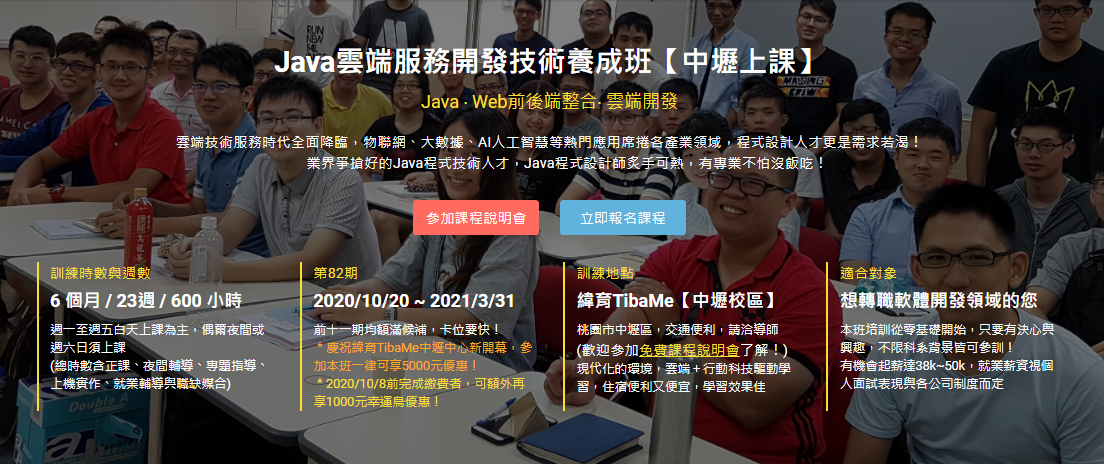 Java雲端服務開發技術養成班【中壢上課】
Java · Web前後端整合· 雲端開發
雲端技術服務時代全面降臨，物聯網、大數據、AI人工智慧等熱門應用席捲各產業領域，程式設計人才更是需求若渴！
業界爭搶好的Java程式技術人才，Java程式設計師炙手可熱，有專業不怕沒飯吃！
參加課程說明會
立即報名課程
訓練時數與週數
6 個月 / 23週 / 600 小時
週一至週五白天上課為主，偶爾夜間或
週六日須上課
(總時數含正課、夜間輔導、專題指導、
上機實作、就業輔導與職缺媒合)
第82期
2020/10/20 ~ 2021/3/31
前十一期均額滿候補，卡位要快！
* 慶祝緯育TibaMe中壢中心新開幕，參
加本班一律可享5000元優惠！
* 2020/10/8前完成繳費者，可額外再
享1000元幸運鳥優惠！
訓練地點
緯育TibaMe【中壢校區】
桃園市中壢區，交通便利，請洽導師
(歡迎參加免費課程說明會了解！)
現代化的環境，雲端＋行動科技驅動學
習，住宿便利又便宜，學習效果佳
適合對象
想轉職軟體開發領域的您
本班培訓從零基礎開始，只要有決心與
興趣，不限科系背景皆可參訓！
有機會起薪達38k~50k，就業薪資視個
人面試表現與各公司制度而定
RUN
NEW
Double A